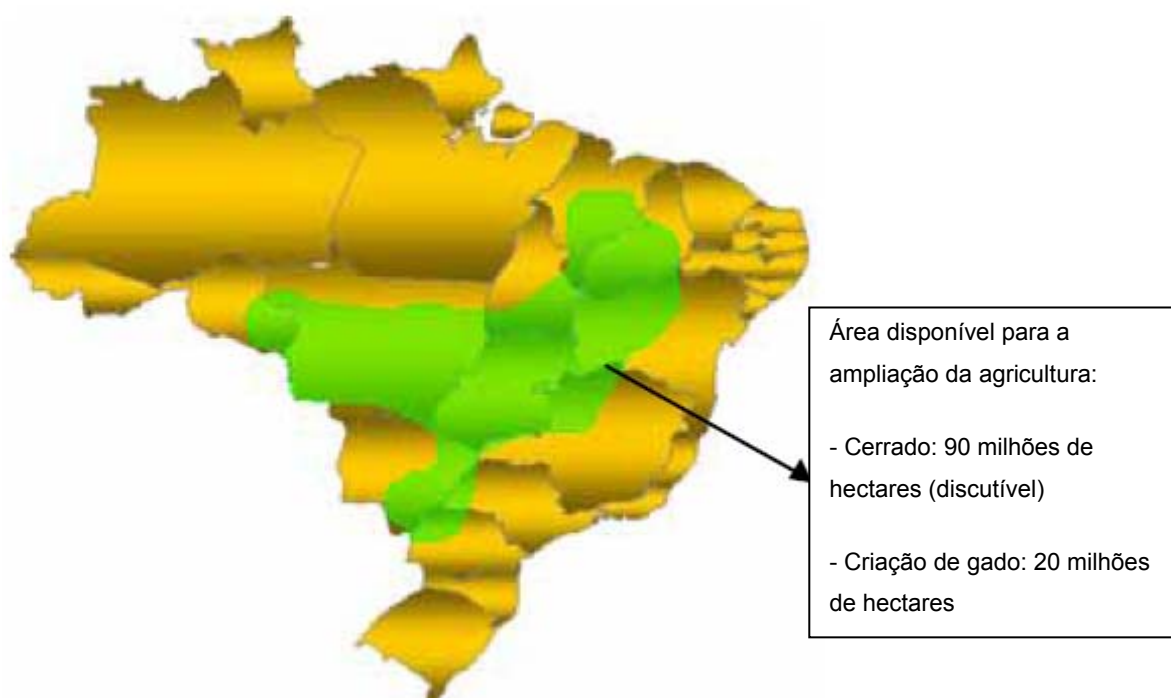 Área disponível para a
ampliação da agricultura:
- Cerrado: 90 milhões de
hectares (discutível)
- Criação de gado: 20 milhões
de hectares